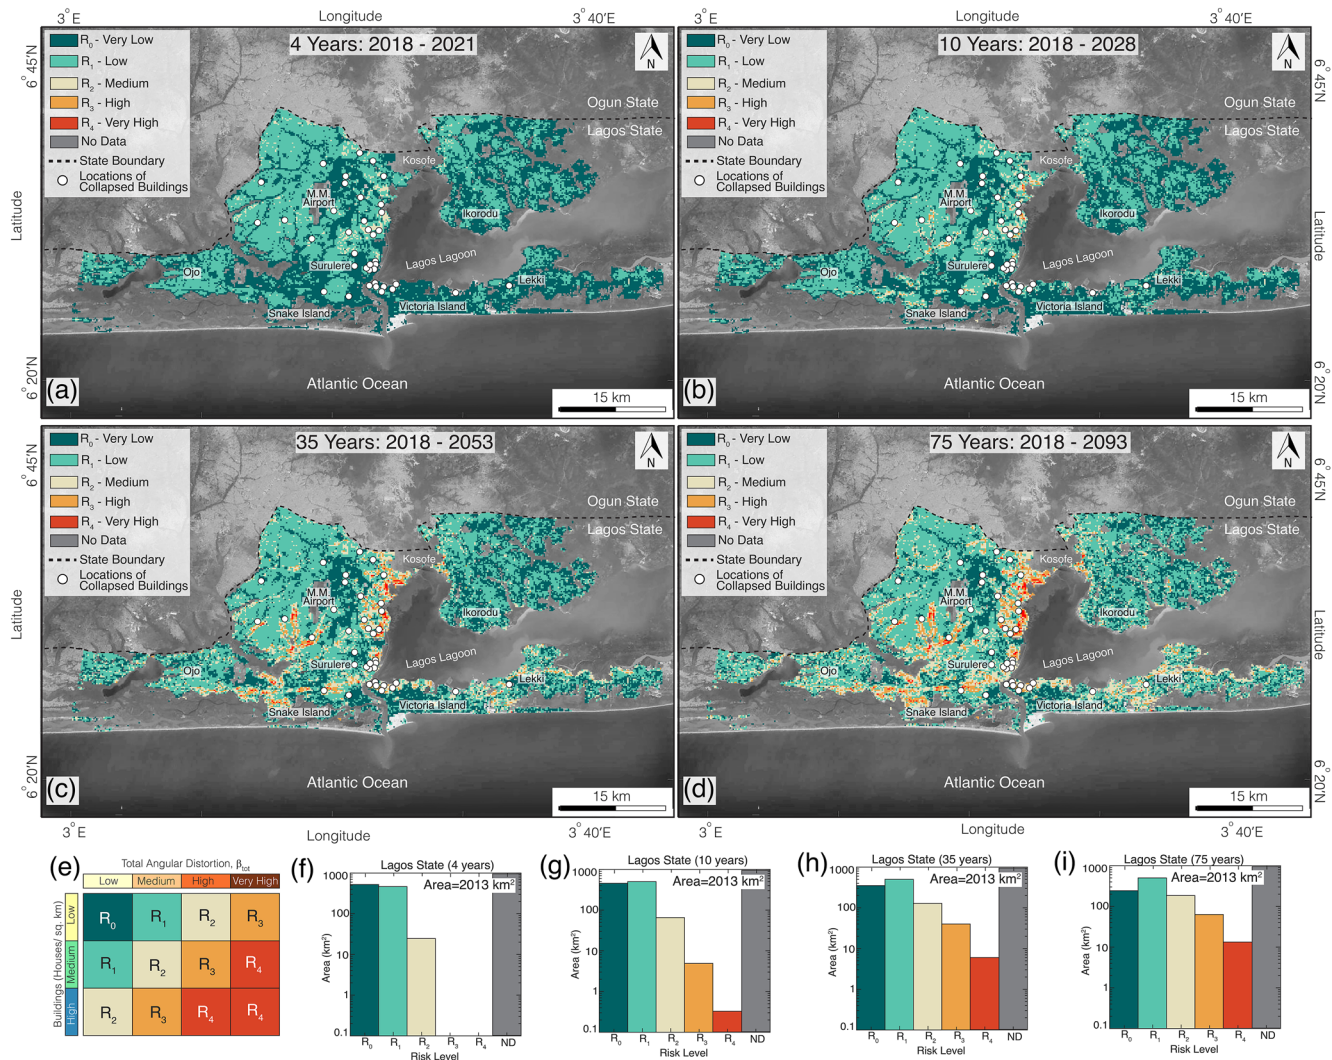 3° E
Longitude
3° 40'E
3° E
Longitude
3° 40'E
6° 45'N
Latitude
6° 20'N
R0 - Very Low
R1 - Low
R2 - Medium
R3 - High
R4 - Very High
No Data
State Boundary
Locations of
Collapsed Buildings
4 Years: 2018 - 2021
N
Ogun State
Lagos State
Kosofe
M.M.
Airport
Ikorodu
Surulere
Lagos Lagoon
Ojo
Lekki
Snake Island
Victoria Island
Atlantic Ocean
(a)
15 km
R0 - Very Low
R1 - Low
R2 - Medium
R3 - High
R4 - Very High
No Data
State Boundary
Locations of
Collapsed Buildings
10 Years: 2018 - 2028
N
Ogun State
Lagos State
Kosofe
M.M.
Airport
Ikorodu
Surulere
Lagos Lagoon
Ojo
Lekki
Snake Island
Victoria Island
Atlantic Ocean
(b)
15 km
6° 45'N
Latitude
6° 20'N
6° 45'N
Latitude
6° 20'N
R0 - Very Low
R1 - Low
R2 - Medium
R3 - High
R4 - Very High
No Data
State Boundary
Locations of
Collapsed Buildings
35 Years: 2018 - 2053
N
Ogun State
Lagos State
Kosofe
M.M.
Airport
Ikorodu
Surulere
Lagos Lagoon
Ojo
Lekki
Snake Island
Victoria Island
Atlantic Ocean
(c)
15 km
R0 - Very Low
R1 - Low
R2 - Medium
R3 - High
R4 - Very High
No Data
State Boundary
Locations of
Collapsed Buildings
75 Years: 2018 - 2093
N
Ogun State
Lagos State
Kosofe
M.M.
Airport
Ikorodu
Surulere
Lagos Lagoon
Ojo
Lekki
Snake Island
Victoria Island
Atlantic Ocean
(d)
15 km
6° 45'N
Latitude
6° 20'N
3° E
Longitude
3° 40'E
3° E
Longitude
3° 40'E
(e)
Total Angular Distortion, βtot
Low Medium High Very High
Buildings (Houses/ sq. km)
Low
Medium
High
R0 R1 R2 R3
R1 R2 R3 R4
R2 R3 R4 R4
(f)
Lagos State (4 years)
Area=2013 km²
Area (km²)
1000
100
10
1
0.1
R0 R1 R2 R3 R4 ND
Risk Level
(g)
Lagos State (10 years)
Area=2013 km²
Area (km²)
1000
100
10
1
0.1
R0 R1 R2 R3 R4 ND
Risk Level
(h)
Lagos State (35 years)
Area=2013 km²
Area (km²)
1000
100
10
1
0.1
R0 R1 R2 R3 R4 ND
Risk Level
(i)
Lagos State (75 years)
Area=2013 km²
Area (km²)
1000
100
10
1
0.1
R0 R1 R2 R3 R4 ND
Risk Level